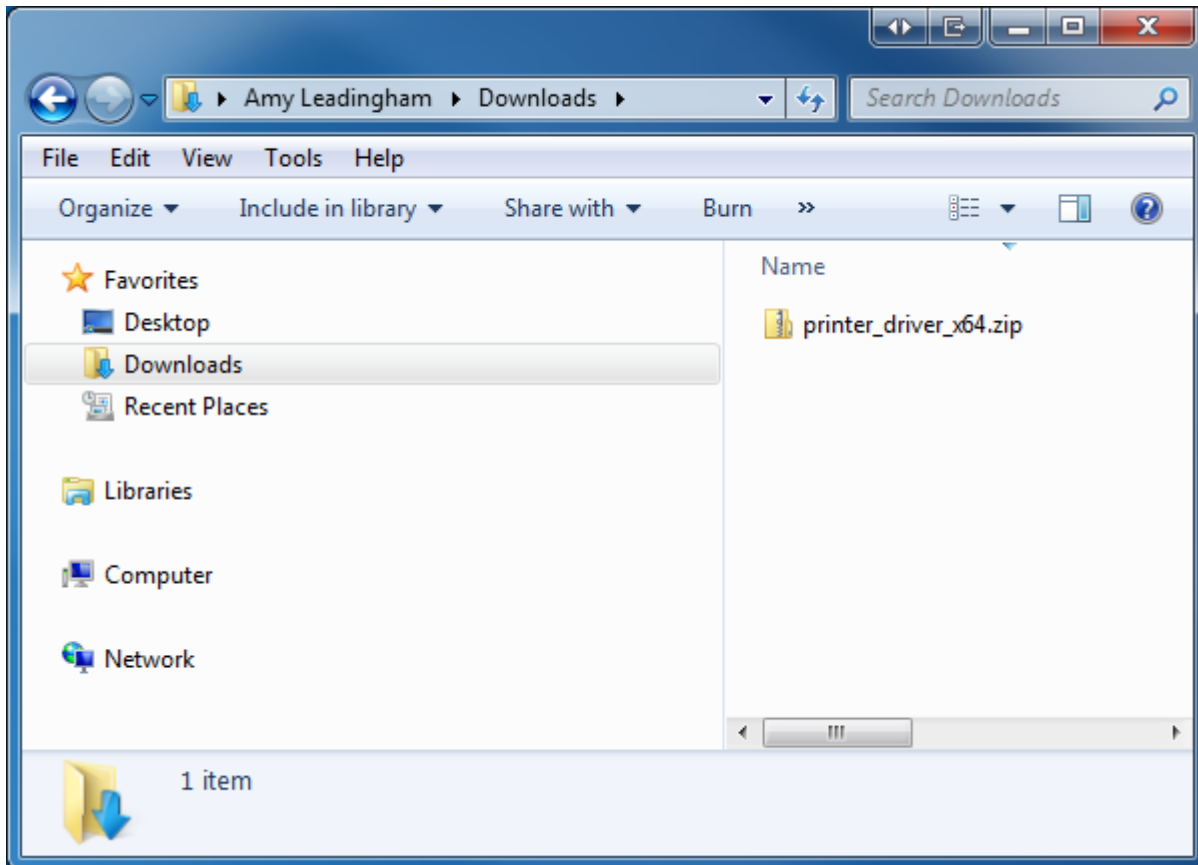 Amy Leadingham Downloads Search Downloads
File Edit View Tools Help
Organize Include in library Share with Burn »
Favorites
Desktop
Downloads
Recent Places
Libraries
Computer
Network
Name
printer_driver_x64.zip
1 item